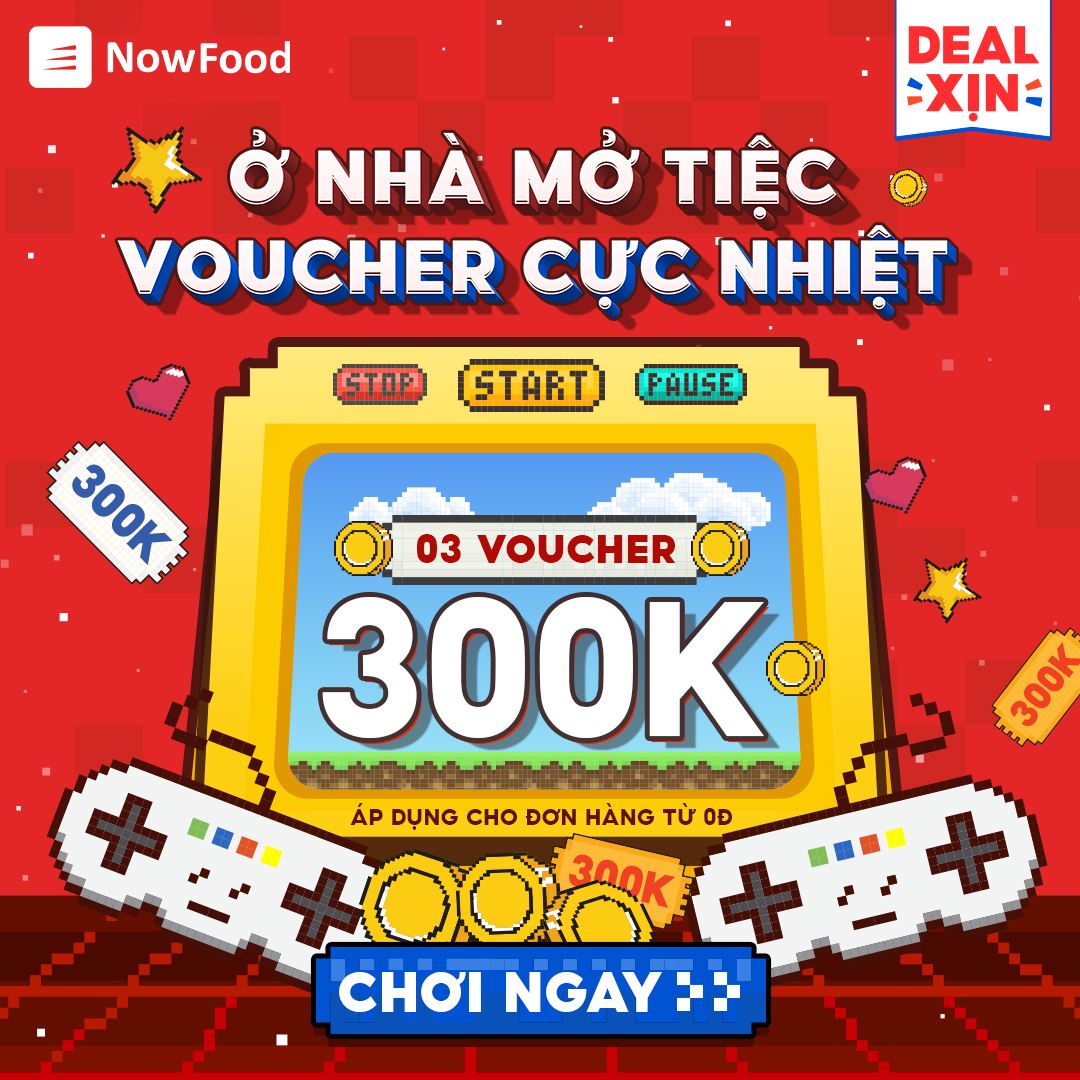 NowFood
DEAL
XỊN
Ở NHÀ MỞ TIỆC
VOUCHER CỰC NHIỆT
STOP
START
PAUSE
300K
03 VOUCHER
300K
300K
ÁP DỤNG CHO ĐƠN HÀNG TỪ 0Đ
300K
CHƠI NGAY